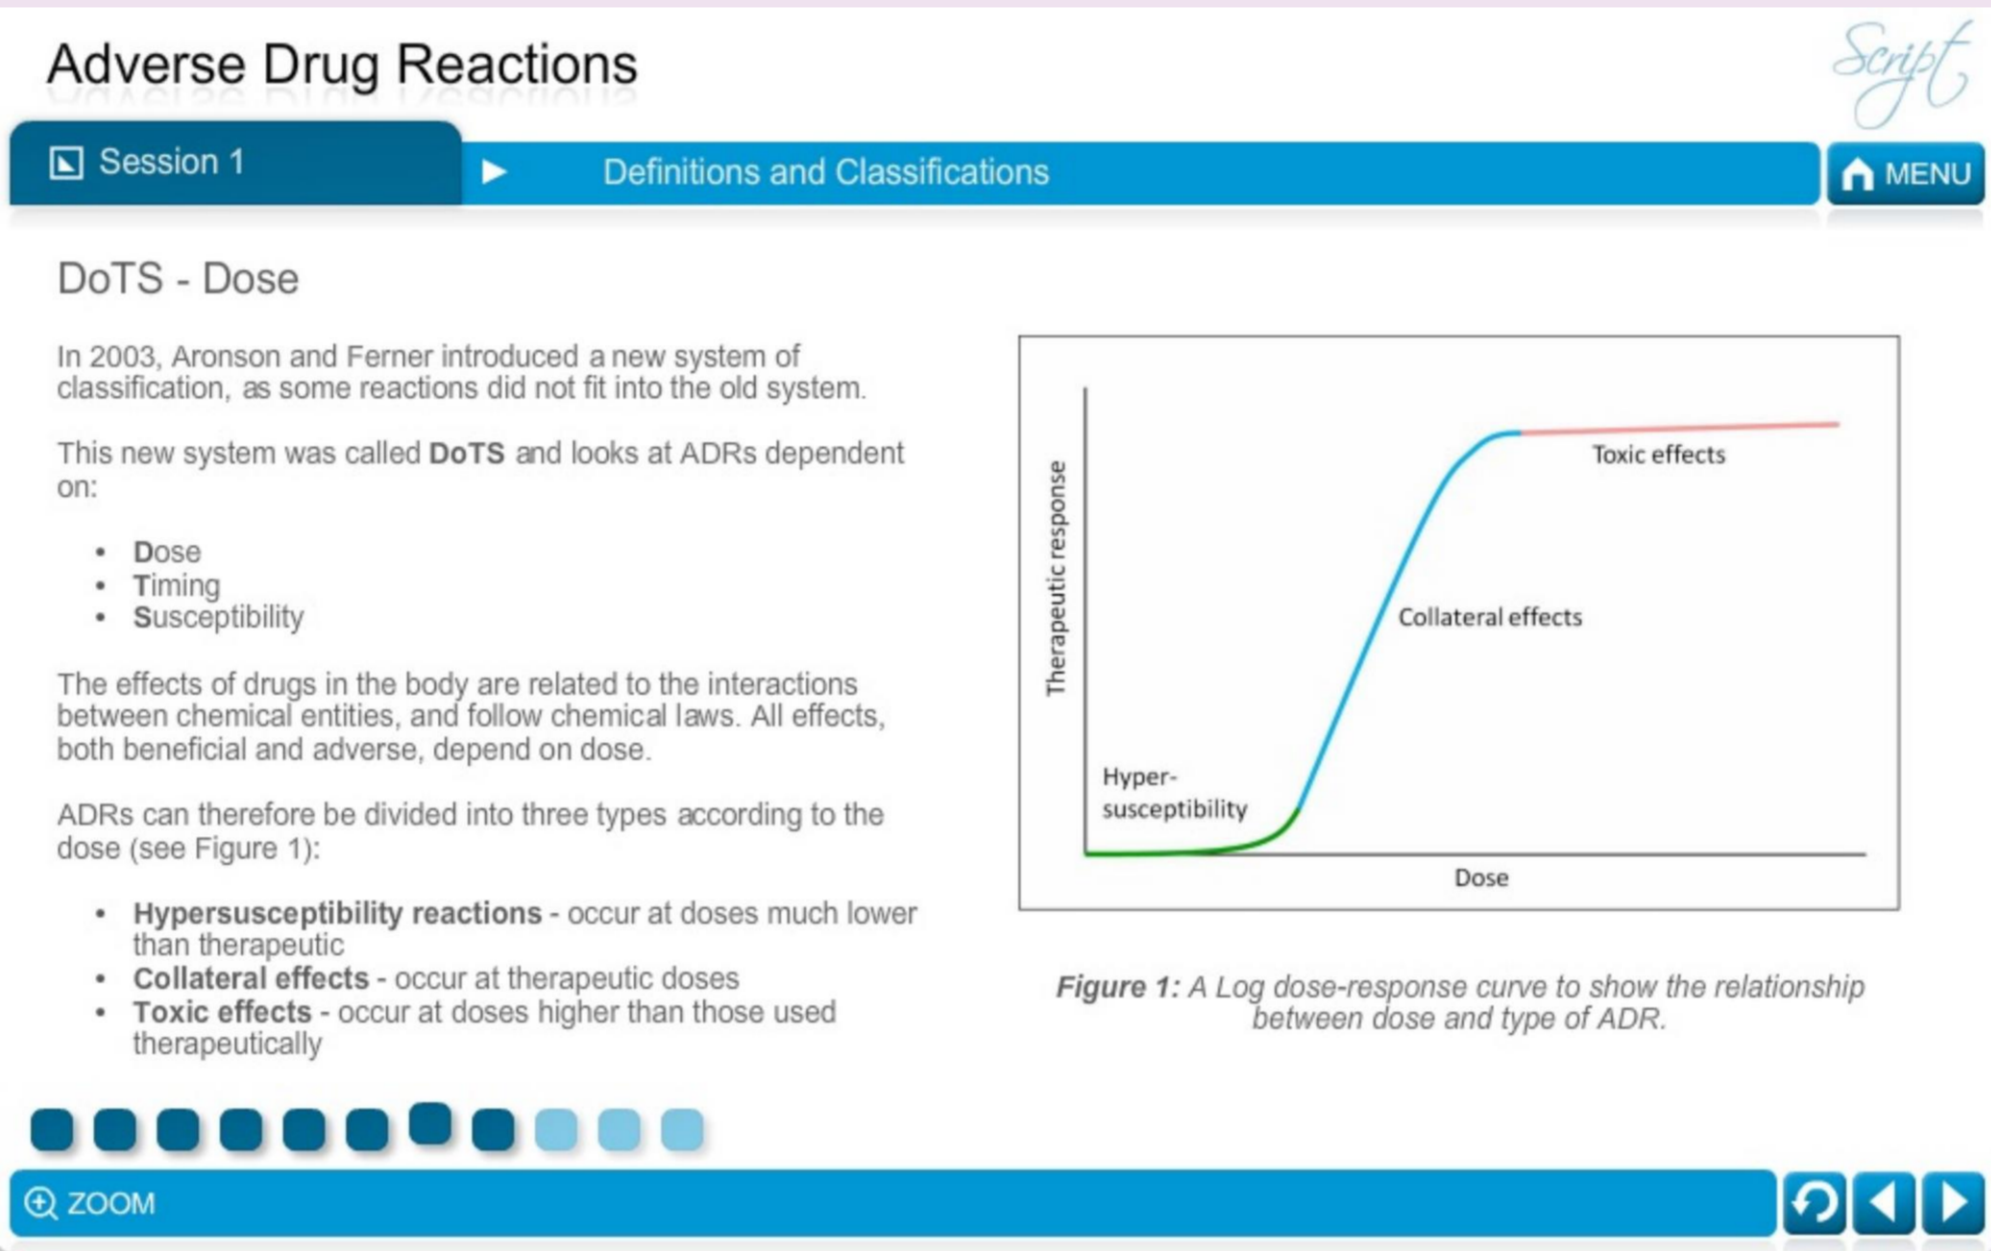 Adverse Drug Reactions
Script
Session 1
Definitions and Classifications
MENU
DoTS - Dose
In 2003, Aronson and Ferner introduced a new system of
classification, as some reactions did not fit into the old system.
This new system was called DoTS and looks at ADRs dependent
on:
• Dose
• Timing
• Susceptibility
The effects of drugs in the body are related to the interactions
between chemical entities, and follow chemical laws. All effects,
both beneficial and adverse, depend on dose.
ADRs can therefore be divided into three types according to the
dose (see Figure 1):
• Hypersusceptibility reactions - occur at doses much lower
than therapeutic
• Collateral effects - occur at therapeutic doses
• Toxic effects - occur at doses higher than those used
therapeutically
Therapeutic response
Toxic effects
Collateral effects
Hyper-
susceptibility
Dose
Figure 1: A Log dose-response curve to show the relationship
between dose and type of ADR.
ZOOM